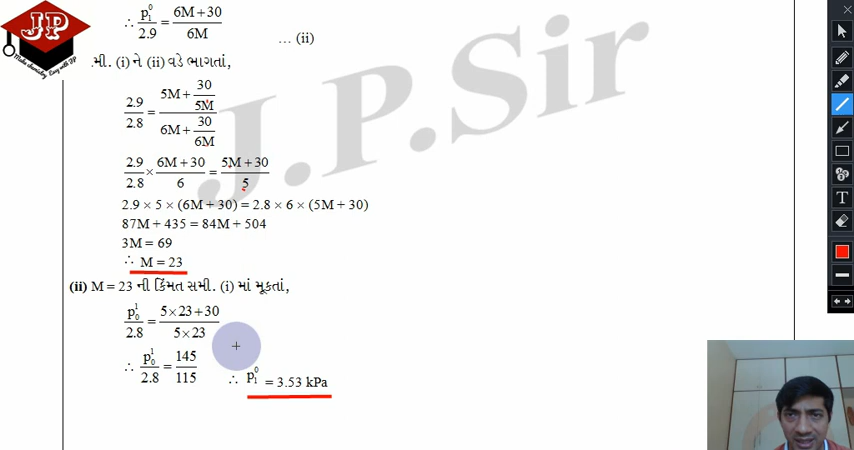 JP
Make chemistry Easy with JP
J.P.Sir
∴ p₁⁰/2.9 = (6M + 30)/6M
... (ii)
.મી. (i) ને (ii) વડે ભાગતાં,
2.9/2.8 = (5M + 30/5M)/(6M + 30/6M)
2.9/2.8 × (6M + 30)/6 = (5M + 30)/5
2.9 × 5 × (6M + 30) = 2.8 × 6 × (5M + 30)
87M + 435 = 84M + 504
3M = 69
∴ M = 23
(ii) M = 23 ની કિંમત સમી. (i) માં મૂકતાં,
p₀¹/2.8 = (5 × 23 + 30)/(5 × 23)
∴ p₀¹/2.8 = 145/115 ∴ p₁⁰ = 3.53 kPa